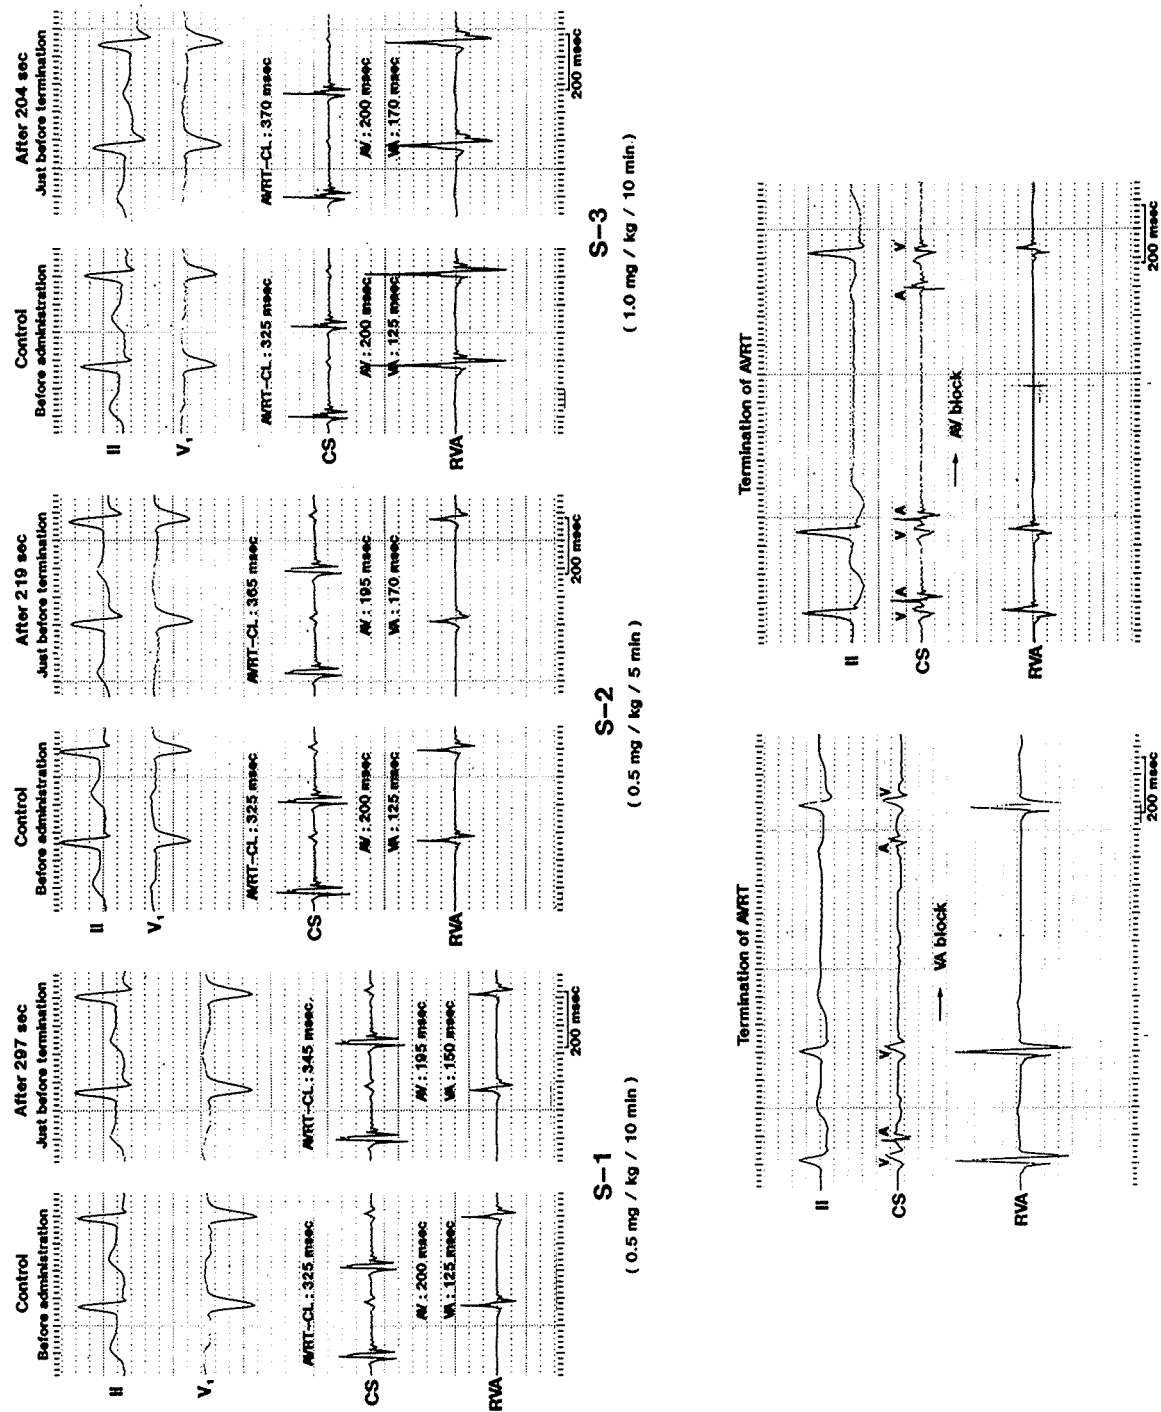 Control
Before administration
After 297 sec
Just before termination
II
V₁
AVRT-CL : 325 msec
AVRT-CL : 345 msec
CS
AV : 200 msec
VA : 125 msec
AV : 195 msec
VA : 150 msec
RVA
200 msec
S-1
( 0.5 mg / kg / 10 min )
Control
Before administration
After 219 sec
Just before termination
II
V₁
AVRT-CL : 325 msec
AVRT-CL : 365 msec
CS
AV : 200 msec
VA : 125 msec
AV : 195 msec
VA : 170 msec
RVA
200 msec
S-2
( 0.5 mg / kg / 5 min )
Control
Before administration
After 204 sec
Just before termination
II
V₁
AVRT-CL : 325 msec
AVRT-CL : 370 msec
CS
AV : 200 msec
VA : 125 msec
AV : 200 msec
VA : 170 msec
RVA
200 msec
S-3
( 1.0 mg / kg / 10 min )
Termination of AVRT
II
CS
V A V A V
→ VA block
RVA
200 msec
Termination of AVRT
II
CS
V A V A A V
→ AV block
RVA
200 msec